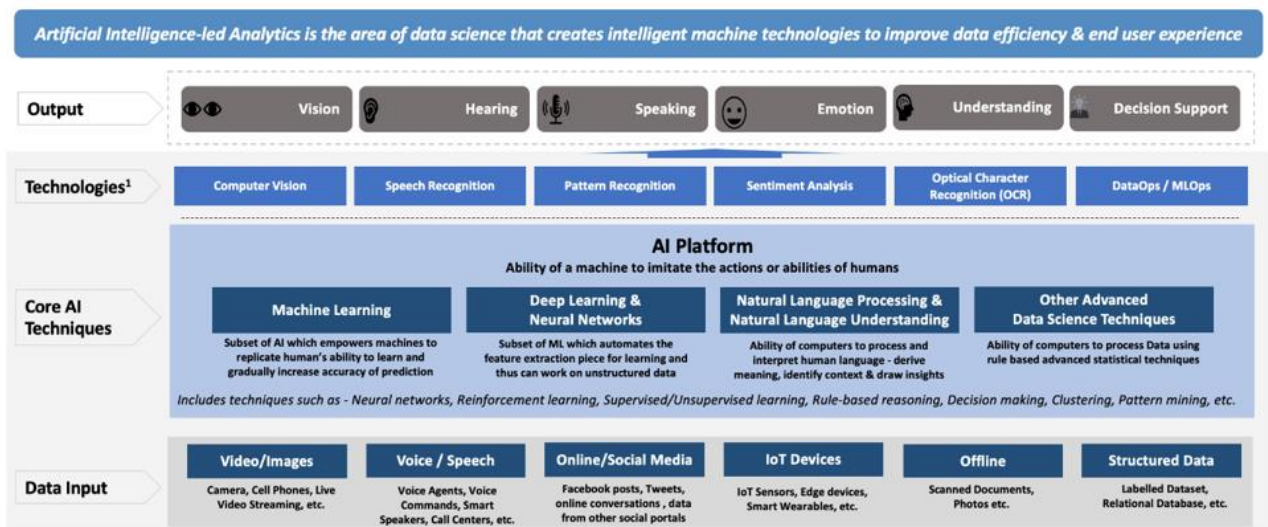 Artificial Intelligence-led Analytics is the area of data science that creates intelligent machine technologies to improve data efficiency & end user experience
Output
Vision
Hearing
Speaking
Emotion
Understanding
Decision Support
Technologies1
Computer Vision
Speech Recognition
Pattern Recognition
Sentiment Analysis
Optical Character
Recognition (OCR)
DataOps / MLOps
AI Platform
Ability of a machine to imitate the actions or abilities of humans
Core AI
Techniques
Machine Learning
Subset of AI which empowers machines to
replicate human's ability to learn and
gradually increase accuracy of prediction
Deep Learning &
Neural Networks
Subset of ML which automates the
feature extraction piece for learning and
thus can work on unstructured data
Natural Language Processing &
Natural Language Understanding
Ability of computers to process and
interpret human language - derive
meaning, identify context & draw insights
Other Advanced
Data Science Techniques
Ability of computers to process Data using
rule based advanced statistical techniques
Includes techniques such as - Neural networks, Reinforcement learning, Supervised/Unsupervised learning, Rule-based reasoning, Decision making, Clustering, Pattern mining, etc.
Data Input
Video/Images
Camera, Cell Phones, Live
Video Streaming, etc.
Voice / Speech
Voice Agents, Voice
Commands, Smart
Speakers, Call Centers, etc.
Online/Social Media
Facebook posts, Tweets,
online conversations , data
from other social portals
IoT Devices
IoT Sensors, Edge devices,
Smart Wearables, etc.
Offline
Scanned Documents,
Photos etc.
Structured Data
Labelled Dataset,
Relational Database, etc.